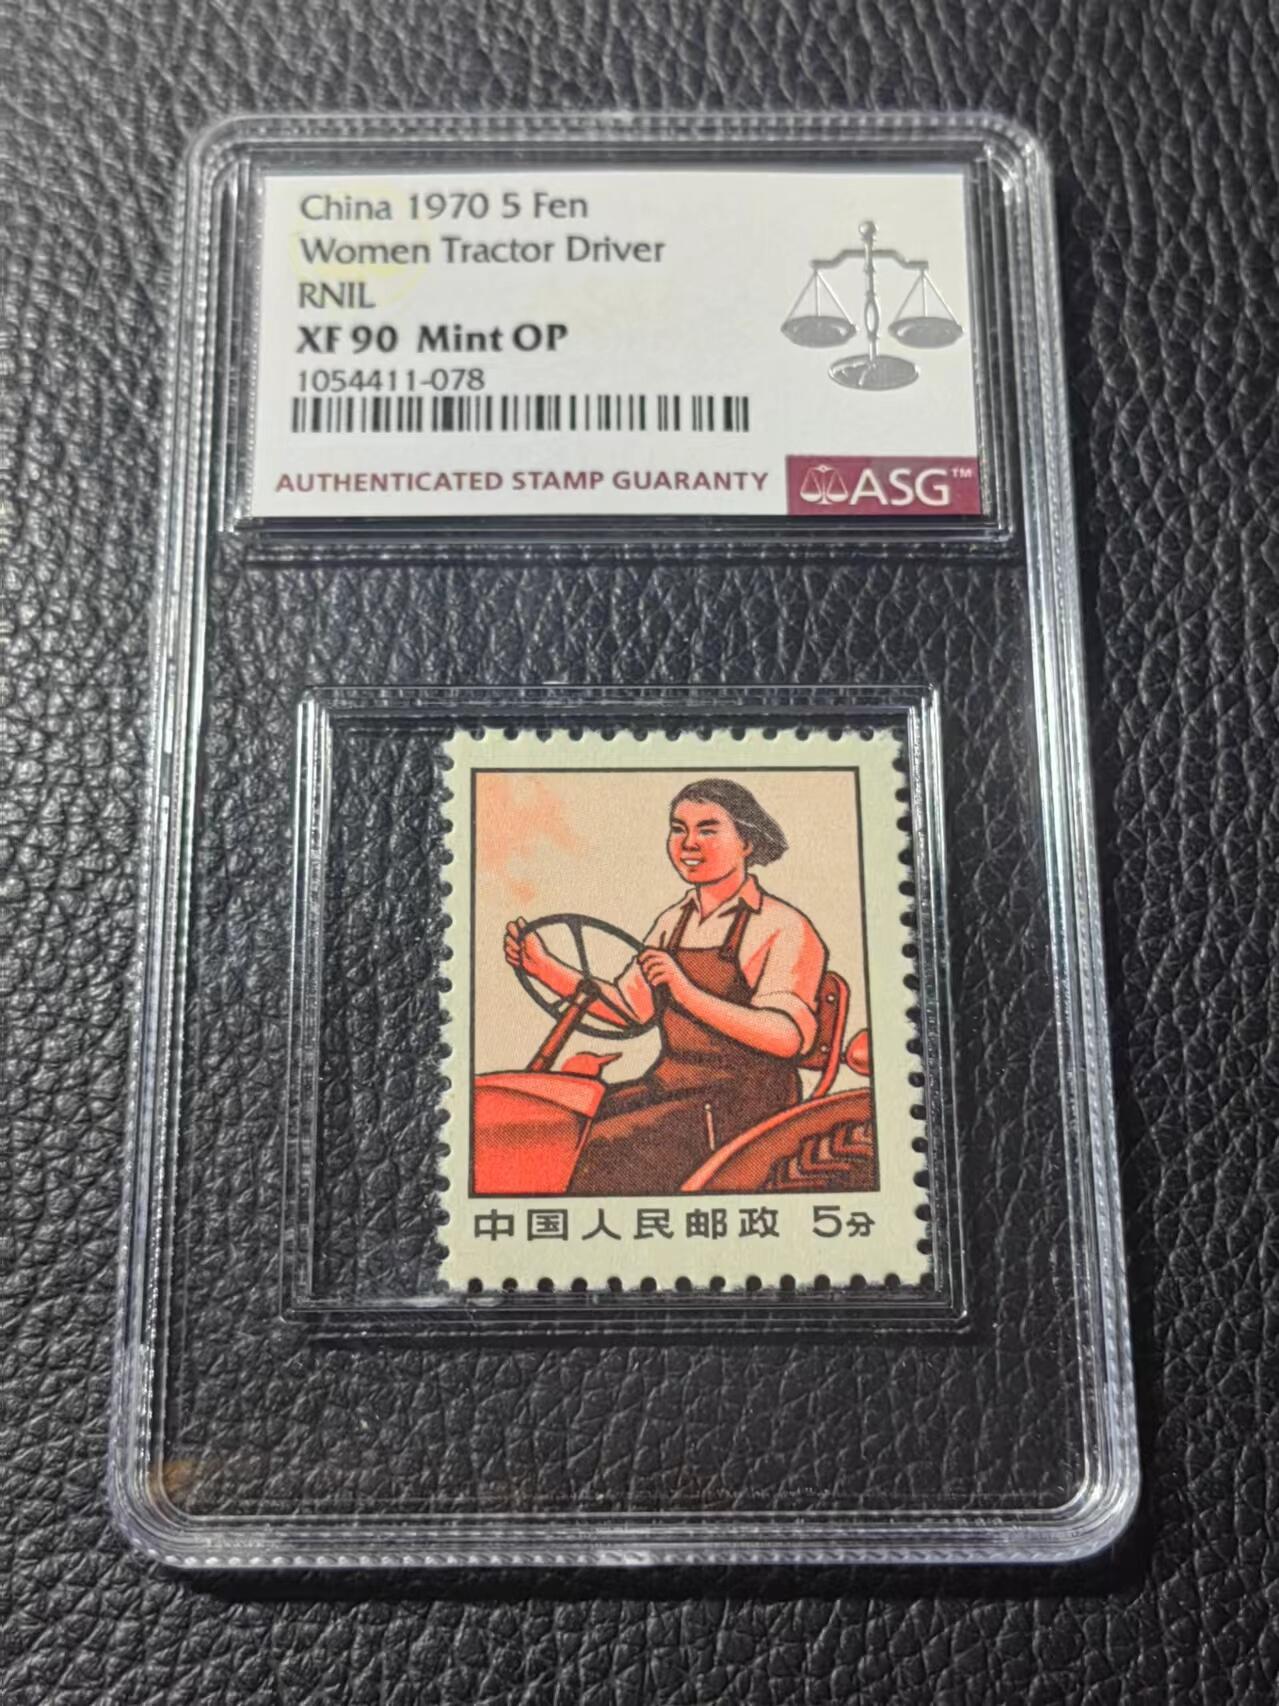 China 1970 5 Fen
Women Tractor Driver
RNIL
XF 90 Mint OP
1054411-078
AUTHENTICATED STAMP GUARANTY
ASG™
中国人民邮政 5分